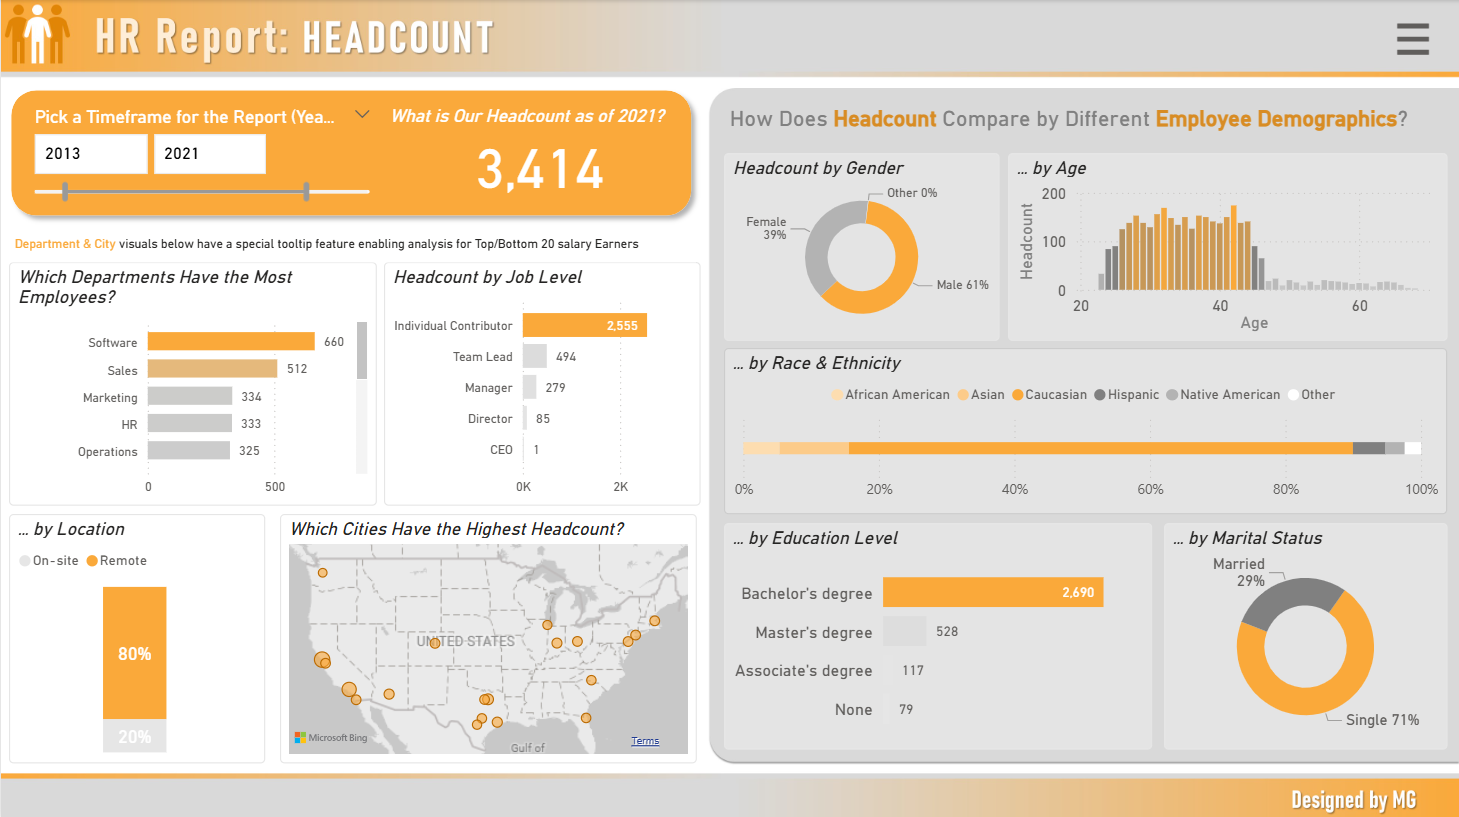 HR Report: HEADCOUNT
Pick a Timeframe for the Report (Yea...
2013
2021
What is Our Headcount as of 2021?
3,414
Department & City visuals below have a special tooltip feature enabling analysis for Top/Bottom 20 salary Earners
Which Departments Have the Most
Employees?
Software 660
Sales 512
Marketing 334
HR 333
Operations 325
0 500
Headcount by Job Level
Individual Contributor 2,555
Team Lead 494
Manager 279
Director 85
CEO 1
0K 2K
... by Location
On-site Remote
80%
20%
Which Cities Have the Highest Headcount?
UNITED STATES
Gulf of
Microsoft Bing
Terms
How Does Headcount Compare by Different Employee Demographics?
Headcount by Gender
Other 0%
Female
39%
Male 61%
... by Age
Headcount
200
100
0
20 40 60
Age
... by Race & Ethnicity
African American Asian Caucasian Hispanic Native American Other
0% 20% 40% 60% 80% 100%
... by Education Level
Bachelor's degree 2,690
Master's degree 528
Associate's degree 117
None 79
... by Marital Status
Married
29%
Single 71%
Designed by MG